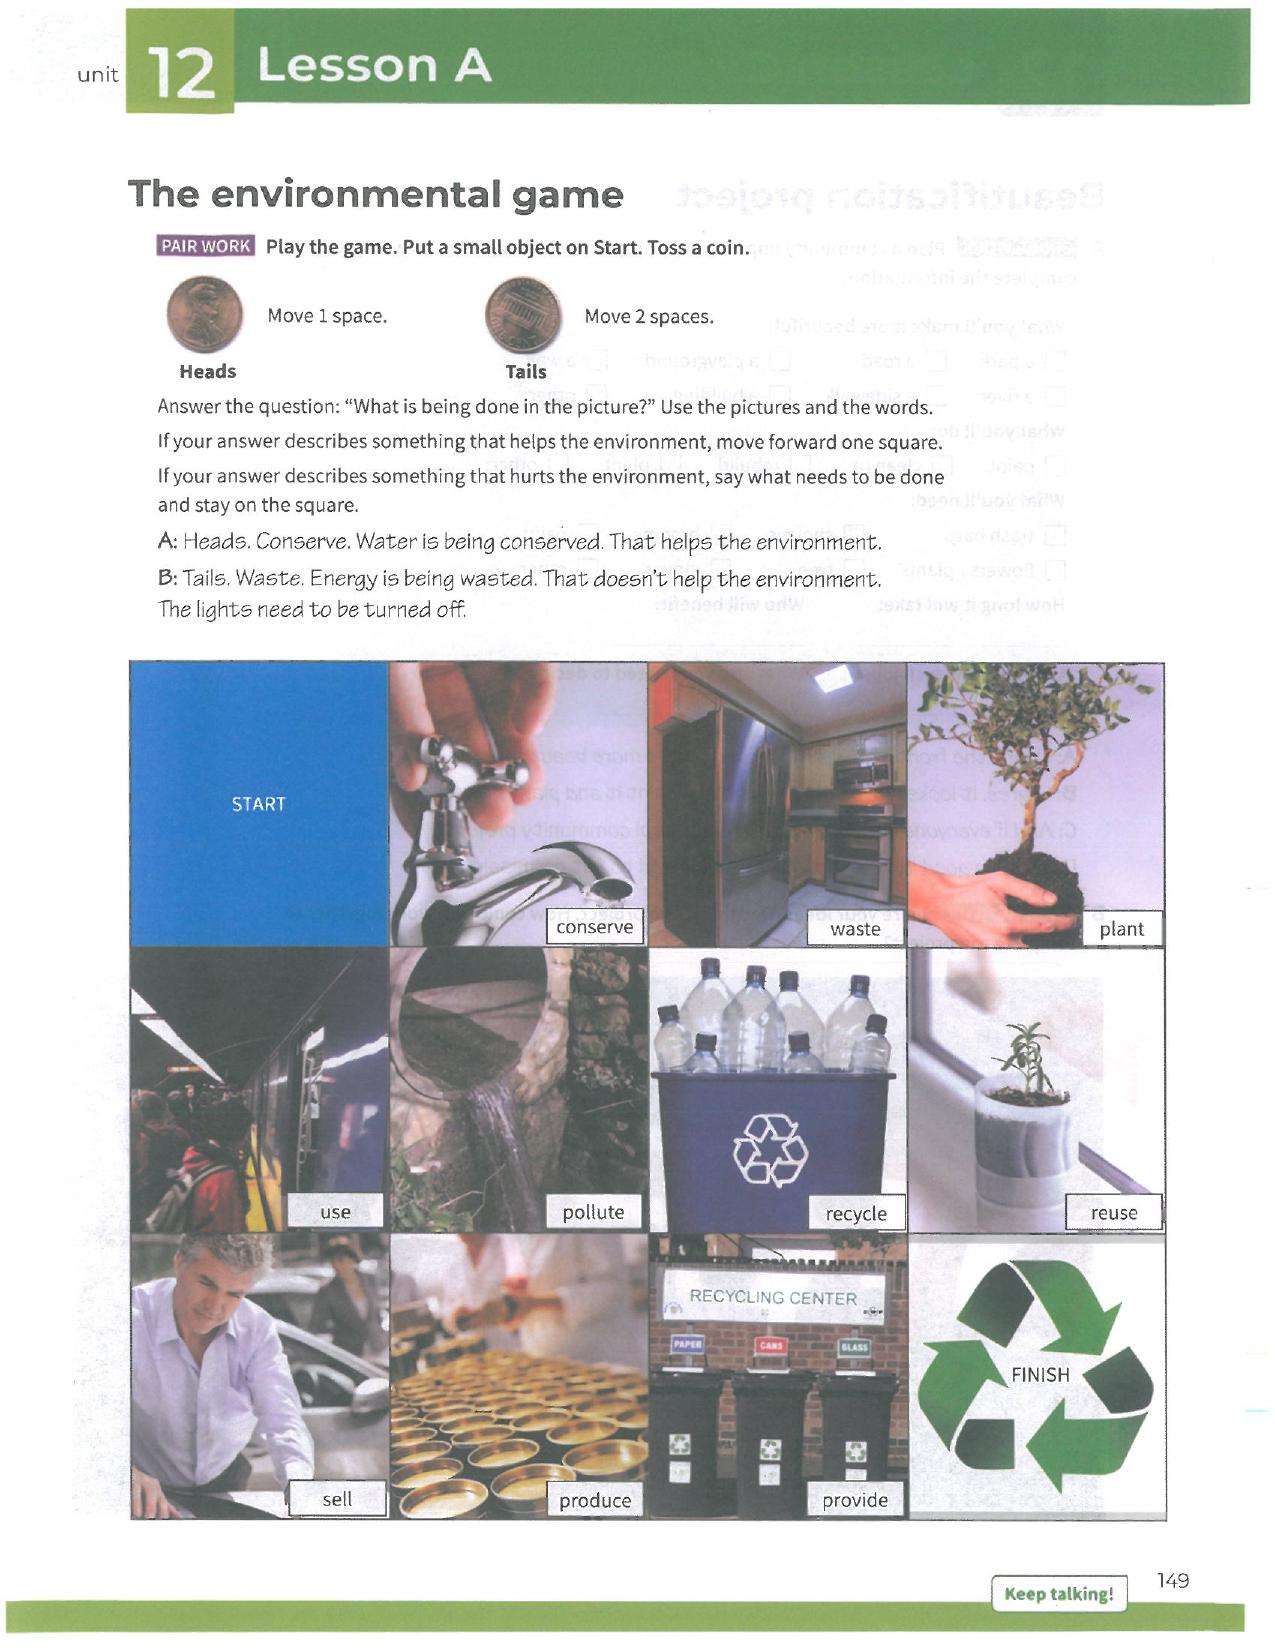 unit 12 Lesson A
The environmental game
PAIR WORK Play the game. Put a small object on Start. Toss a coin.
Move 1 space. Move 2 spaces.
Heads Tails
Answer the question: “What is being done in the picture?” Use the pictures and the words.
If your answer describes something that helps the environment, move forward one square.
If your answer describes something that hurts the environment, say what needs to be done
and stay on the square.
A: Heads. Conserve. Water is being conserved. That helps the environment.
B: Tails. Waste. Energy is being wasted. That doesn't help the environment.
The lights need to be turned off.
START
conserve
waste
plant
use
pollute
recycle
reuse
RECYCLING CENTER
PAPER CANS GLASS
FINISH
sell
produce
provide
Keep talking!
149